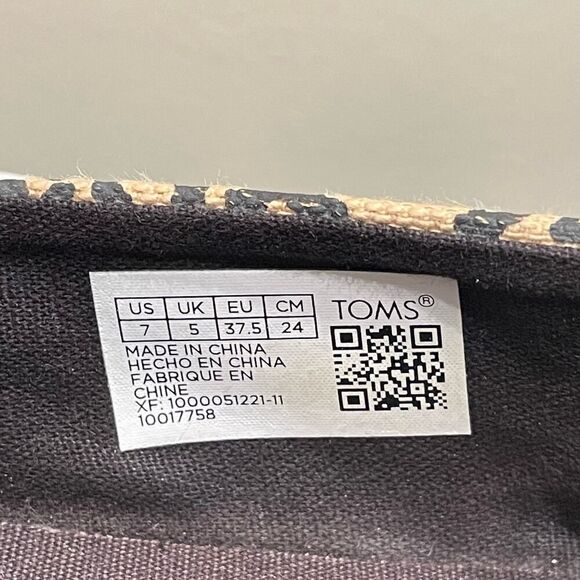 US UK EU CM
7 5 37.5 24
TOMS®
MADE IN CHINA
HECHO EN CHINA
FABRIQUE EN
CHINE
XF: 1000051221-11
10017758